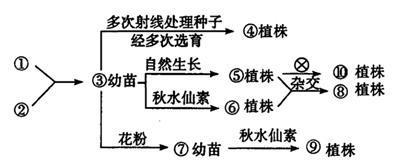 多次射线处理种子
经多次选育
④植株
①
②
③幼苗
自然生长
⑤植株
⊗
⑩ 植株
秋水仙素
⑥ 植株
杂交
⑧ 植株
花粉
⑦ 幼苗
秋水仙素
⑨ 植株